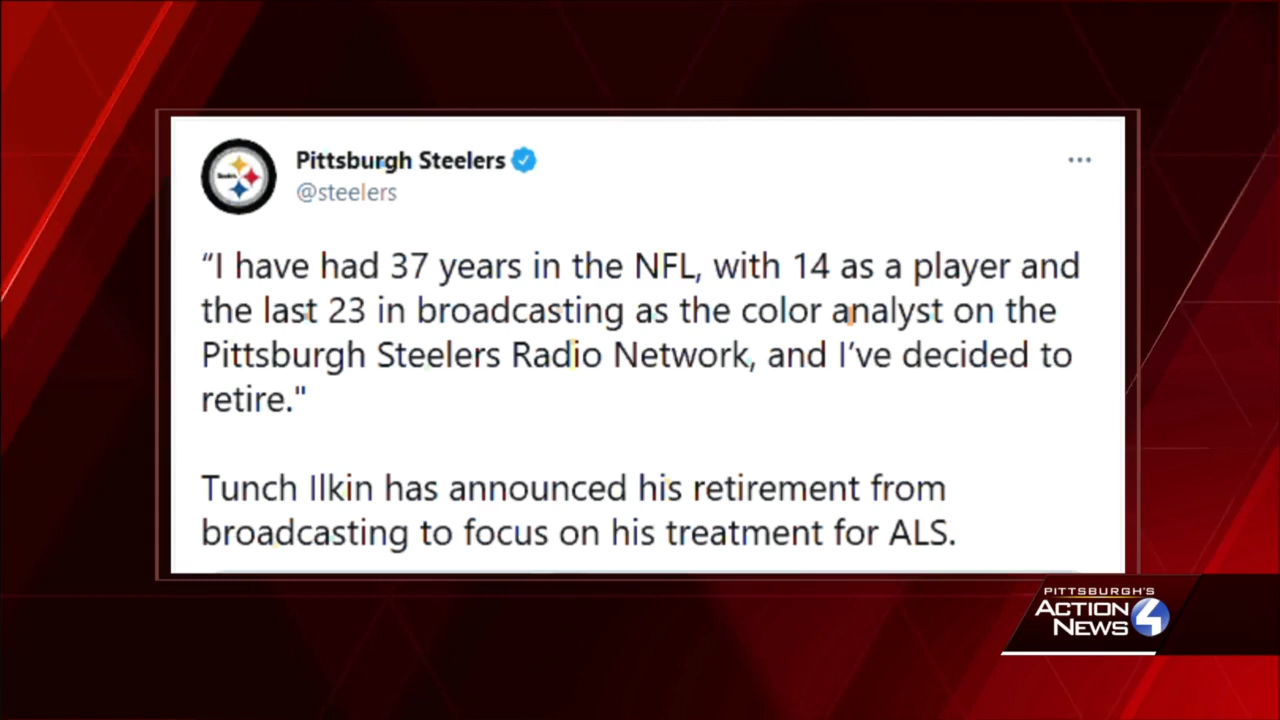 Pittsburgh Steelers
@steelers
“I have had 37 years in the NFL, with 14 as a player and
the last 23 in broadcasting as the color analyst on the
Pittsburgh Steelers Radio Network, and I’ve decided to
retire."
Tunch Ilkin has announced his retirement from
broadcasting to focus on his treatment for ALS.
PITTSBURGH'S
ACTION
NEWS 4